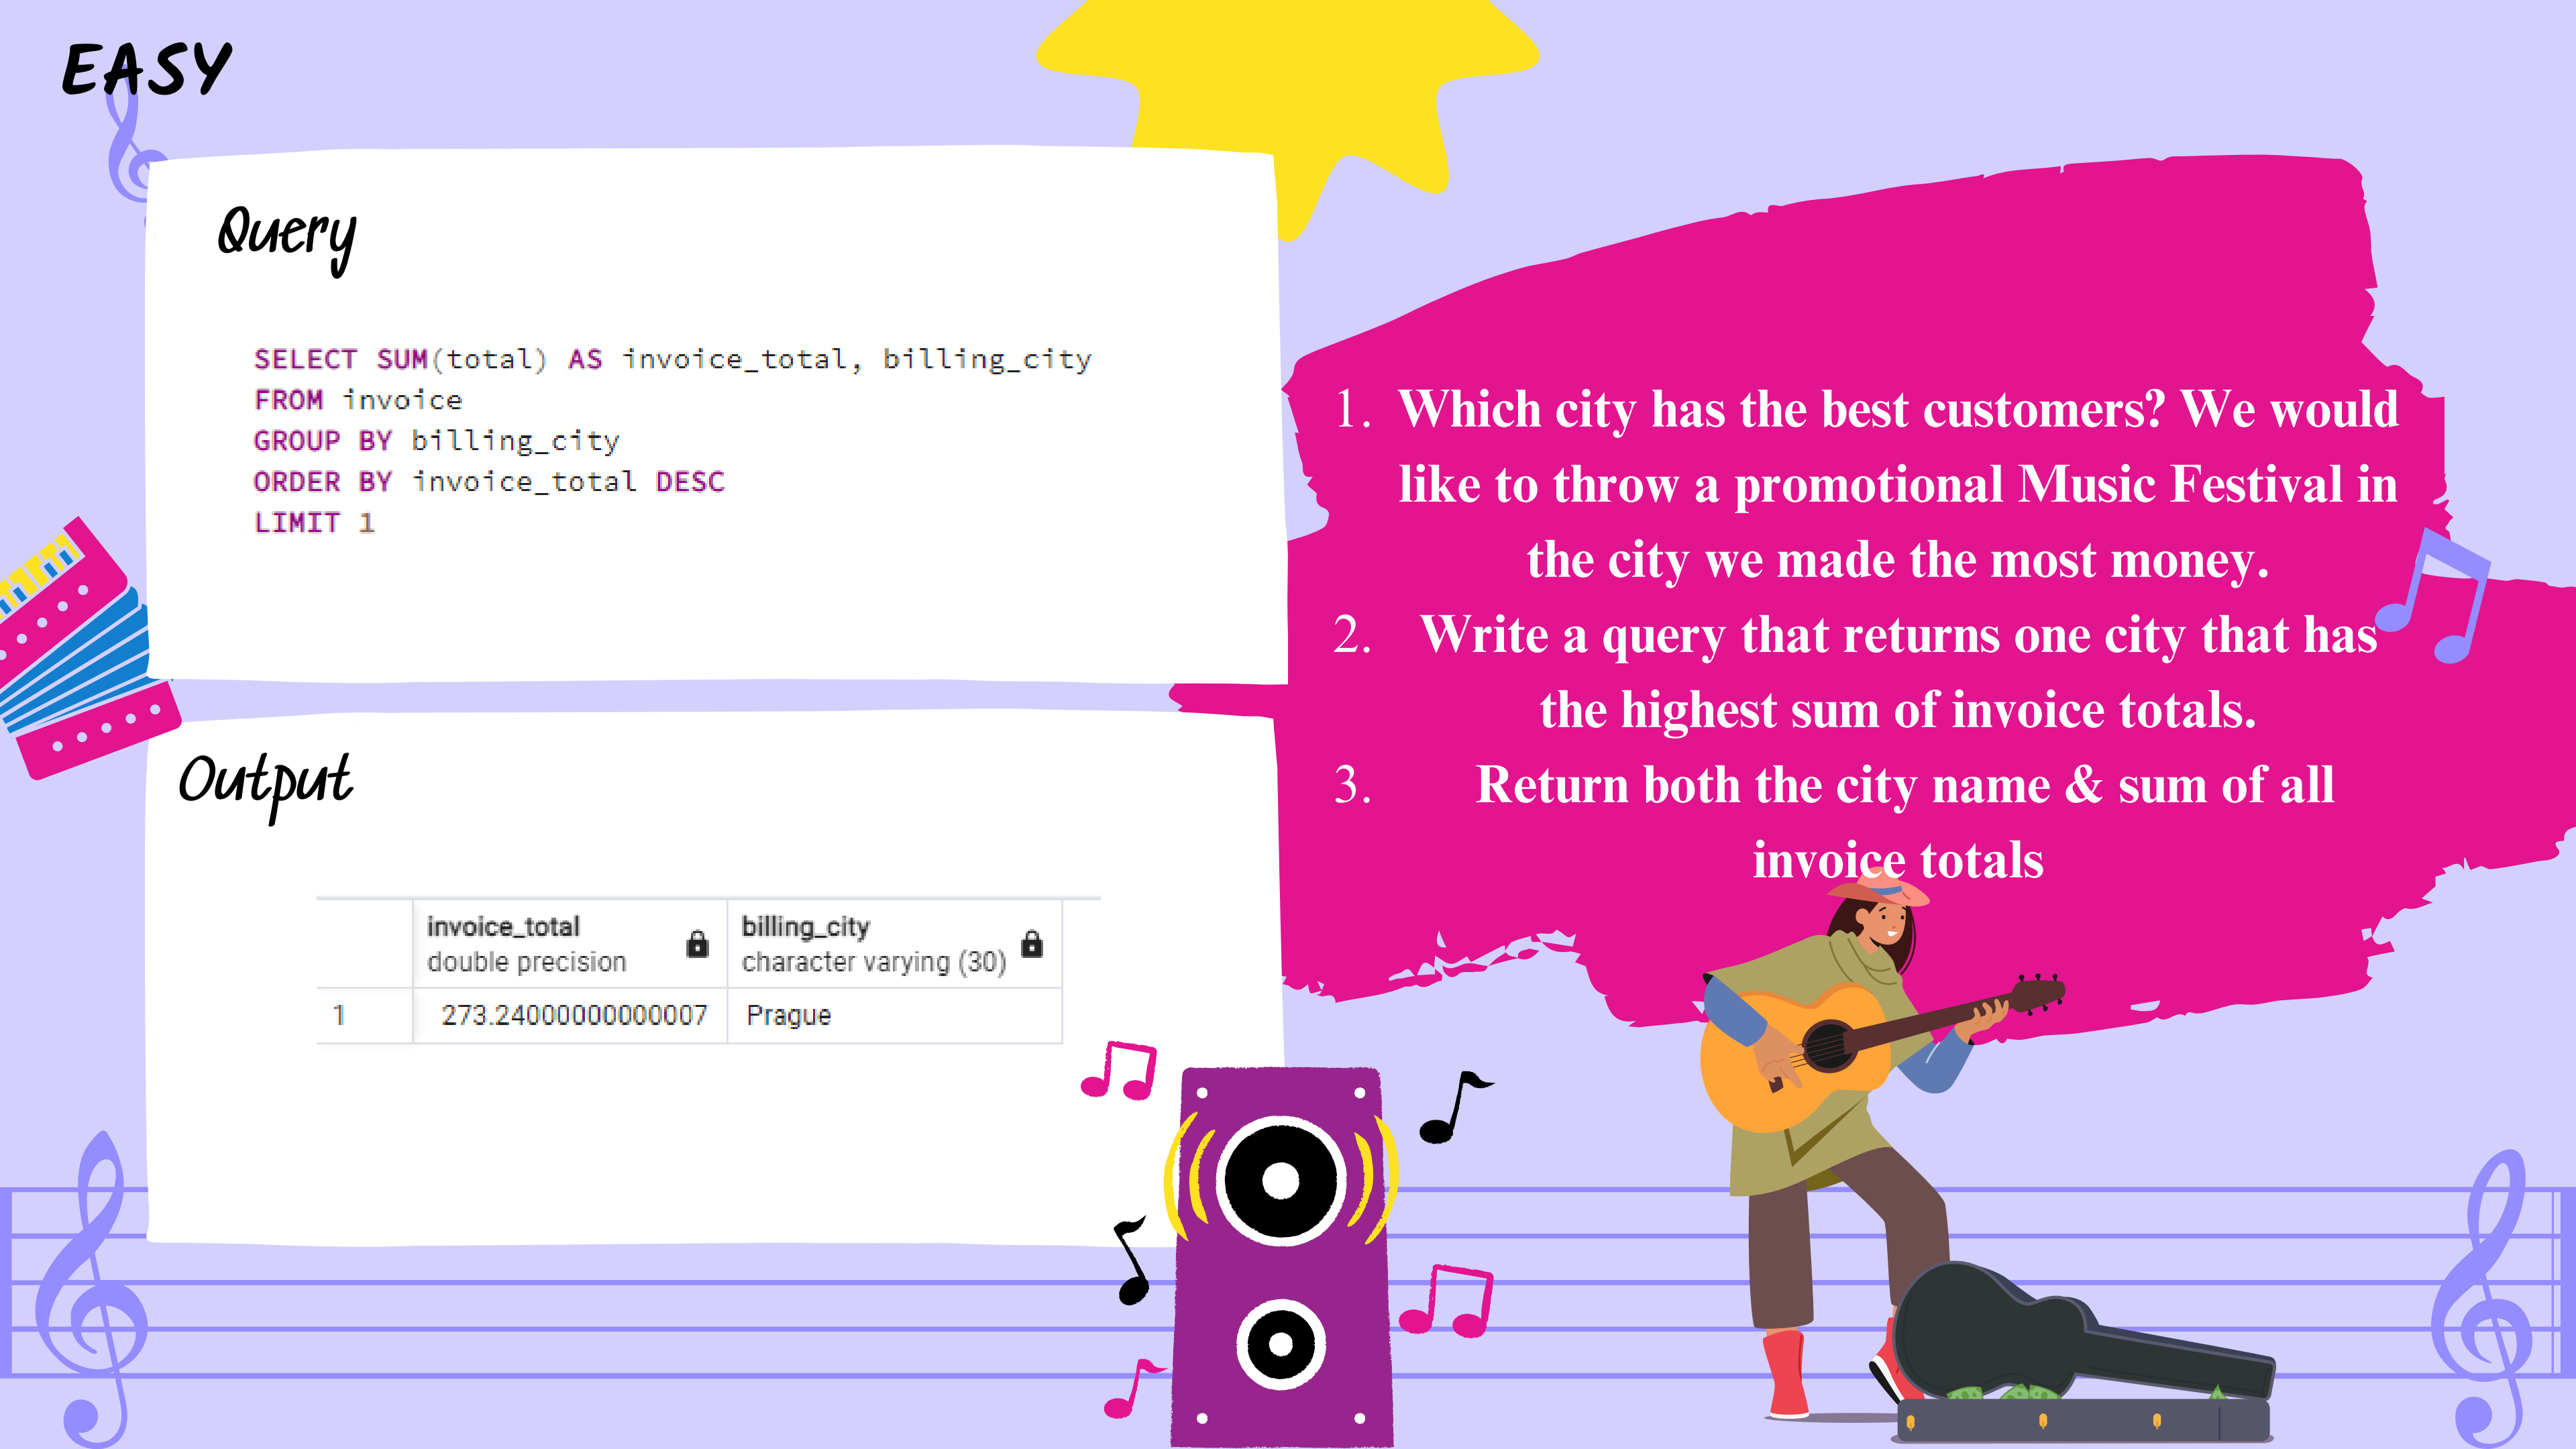 EASY
Query
SELECT SUM(total) AS invoice_total, billing_city
FROM invoice
GROUP BY billing_city
ORDER BY invoice_total DESC
LIMIT 1
Output
invoice_total billing_city
double precision character varying (30)
1 273.24000000000007 Prague
1. Which city has the best customers? We would
like to throw a promotional Music Festival in
the city we made the most money.
2. Write a query that returns one city that has
the highest sum of invoice totals.
3. Return both the city name & sum of all
invoice totals